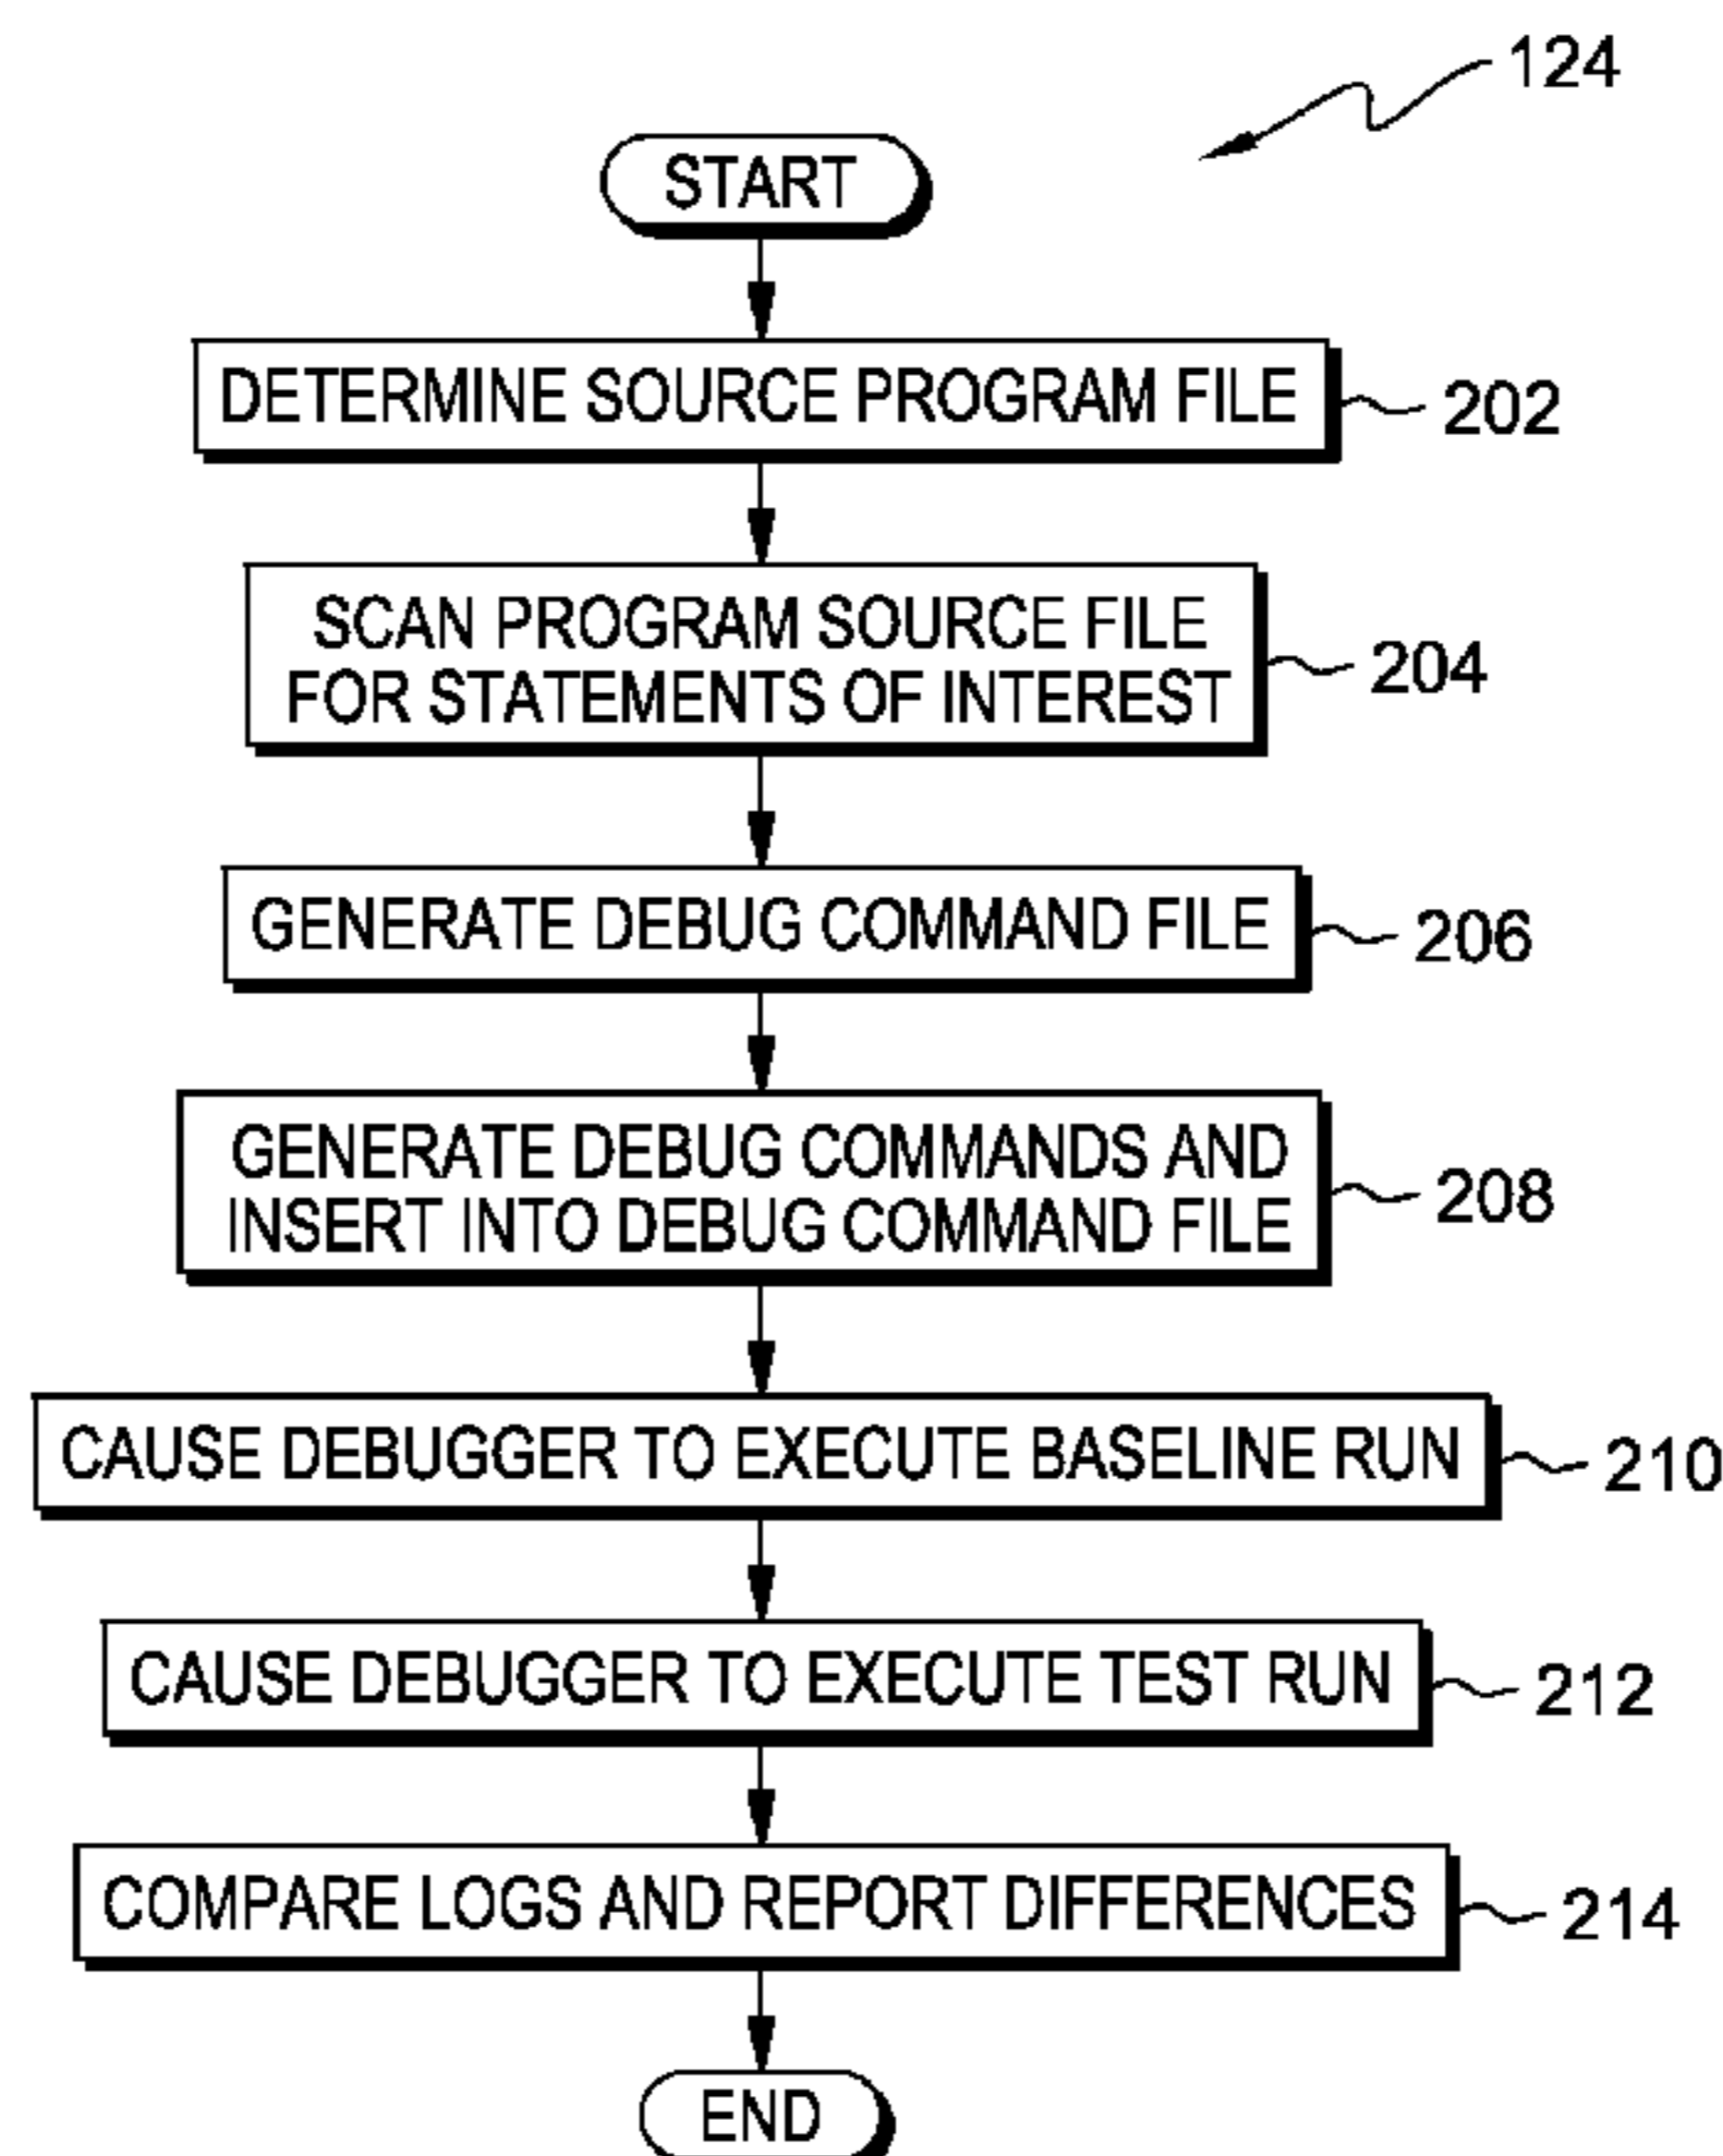 124
START
DETERMINE SOURCE PROGRAM FILE
202
SCAN PROGRAM SOURCE FILE
FOR STATEMENTS OF INTEREST
204
GENERATE DEBUG COMMAND FILE
206
GENERATE DEBUG COMMANDS AND
INSERT INTO DEBUG COMMAND FILE
208
CAUSE DEBUGGER TO EXECUTE BASELINE RUN
210
CAUSE DEBUGGER TO EXECUTE TEST RUN
212
COMPARE LOGS AND REPORT DIFFERENCES
214
END